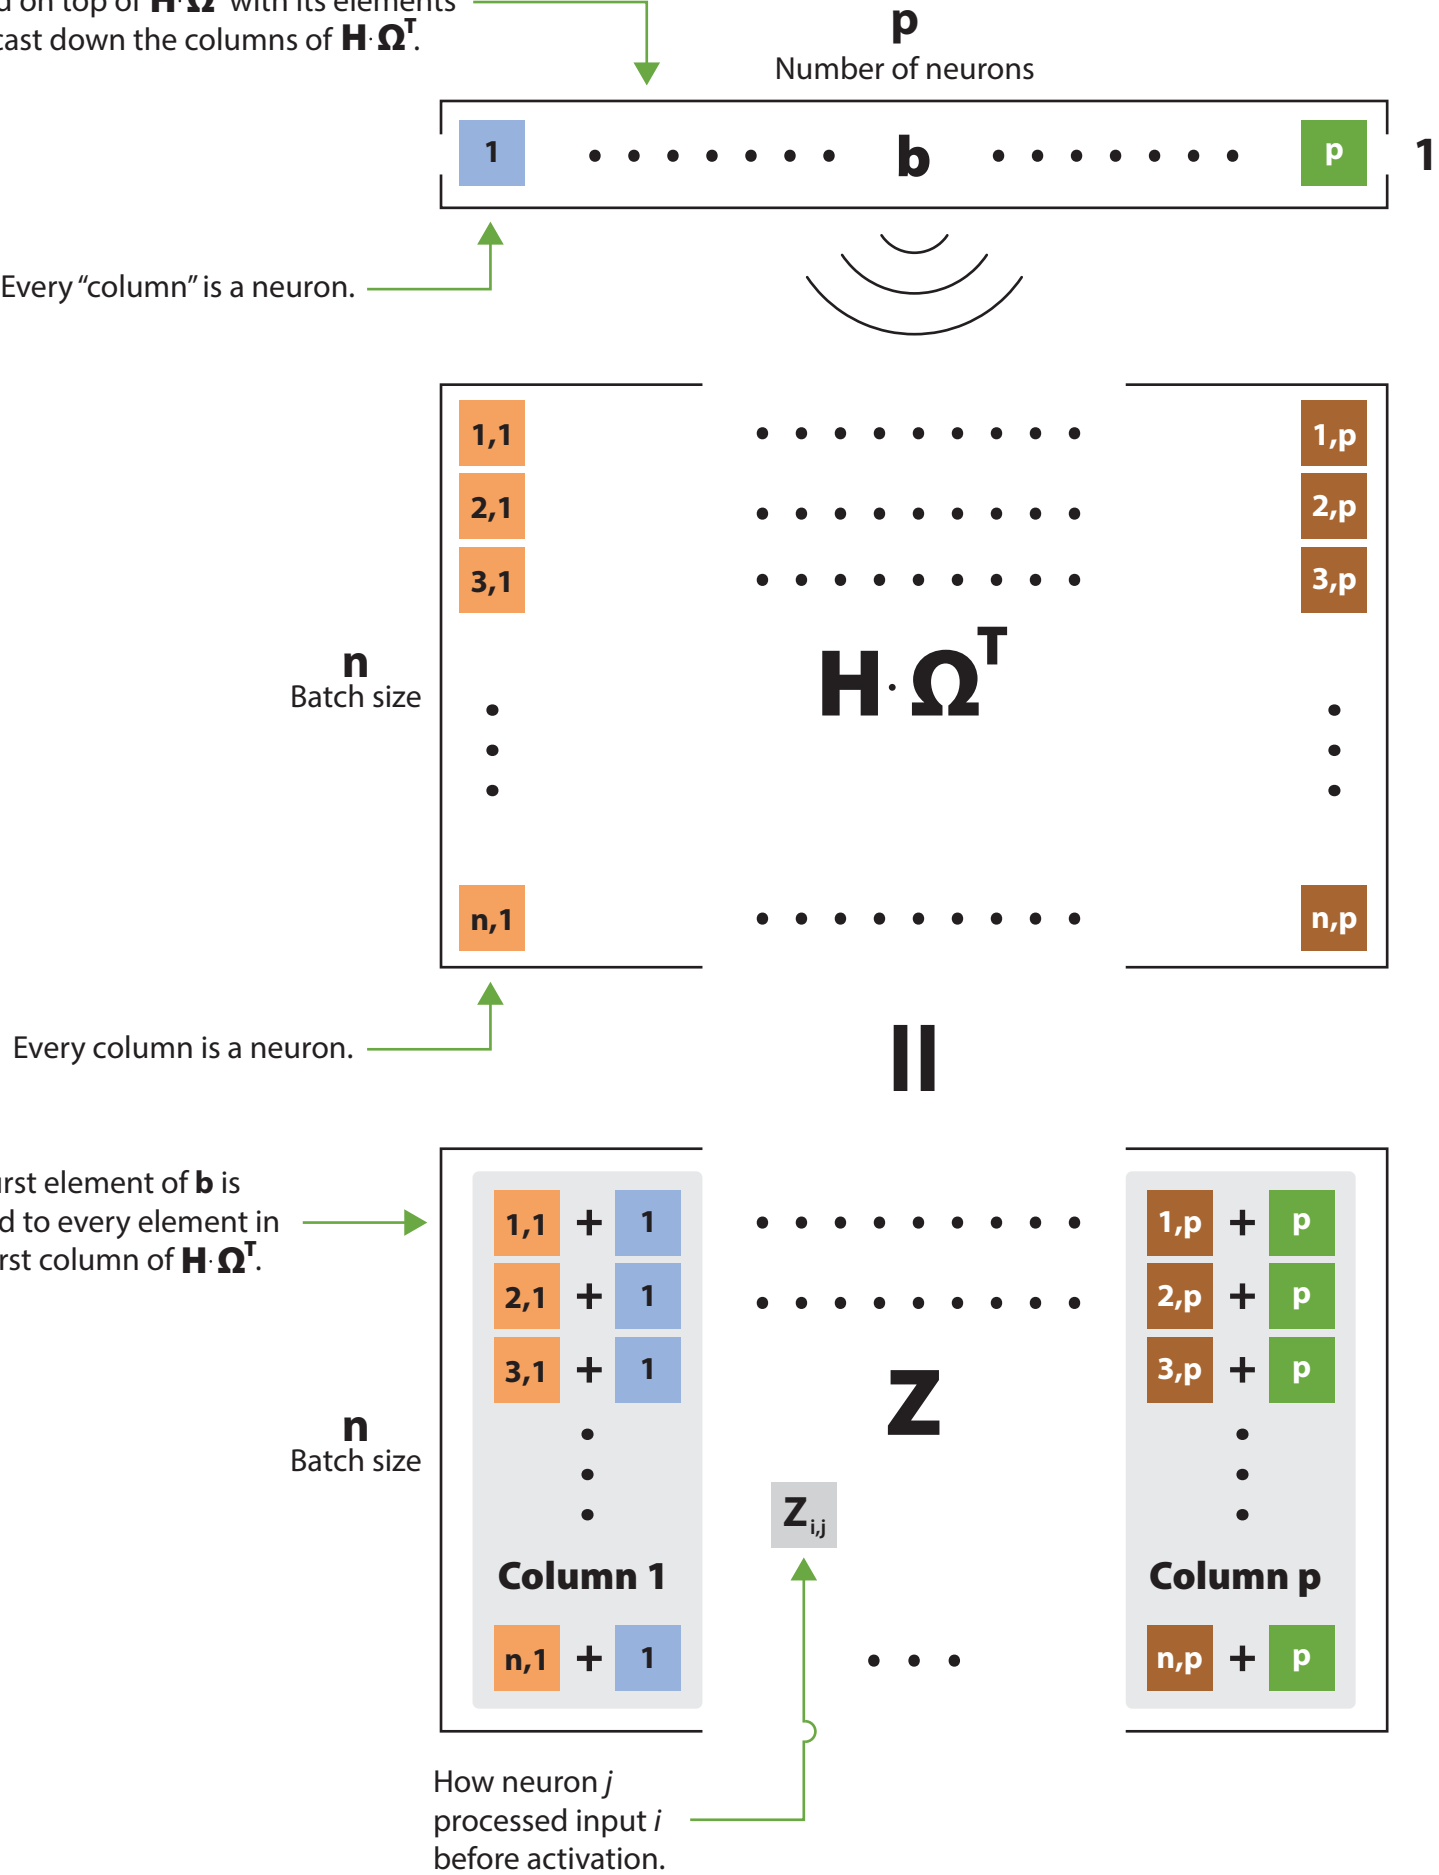 on top of H·Ωᵀ with its elements
cast down the columns of H·Ωᵀ.
p
Number of neurons
1 b p 1
Every “column” is a neuron.
1,1 1,p
2,1 2,p
3,1 3,p
H·Ωᵀ
n
Batch size
n,1 n,p
Every column is a neuron.
=
element of b is
to every element in
column of H·Ωᵀ.
1,1 + 1 1,p + p
2,1 + 1 2,p + p
3,1 + 1 3,p + p
Z
n
Batch size
Z i,j
Column 1 Column p
n,1 + 1 n,p + p
How neuron j
processed input i
before activation.